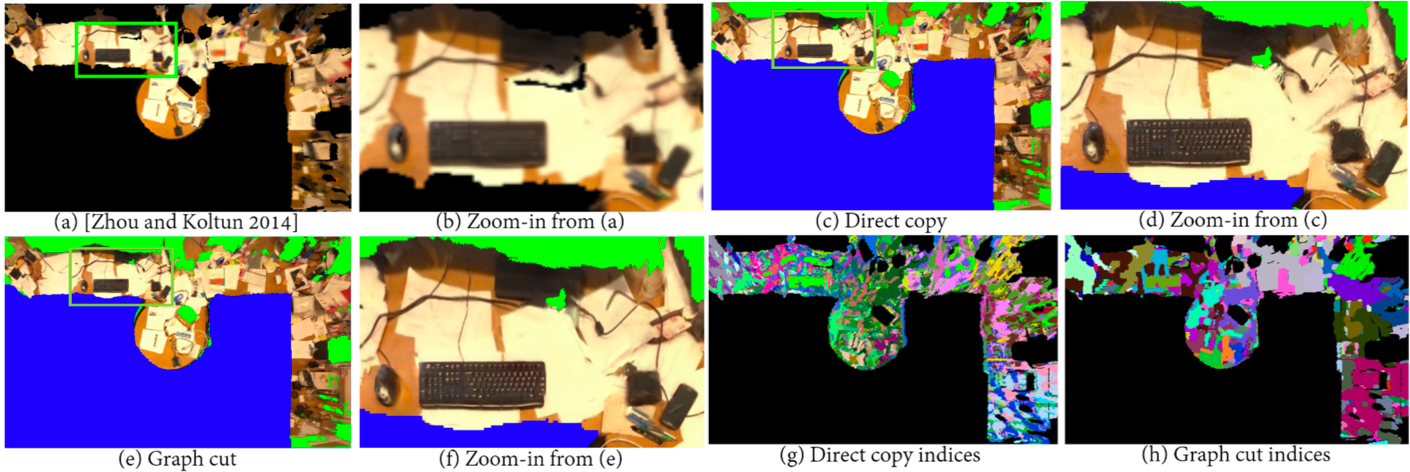 (a) [Zhou and Koltun 2014]
(b) Zoom-in from (a)
(c) Direct copy
(d) Zoom-in from (c)
(e) Graph cut
(f) Zoom-in from (e)
(g) Direct copy indices
(h) Graph cut indices